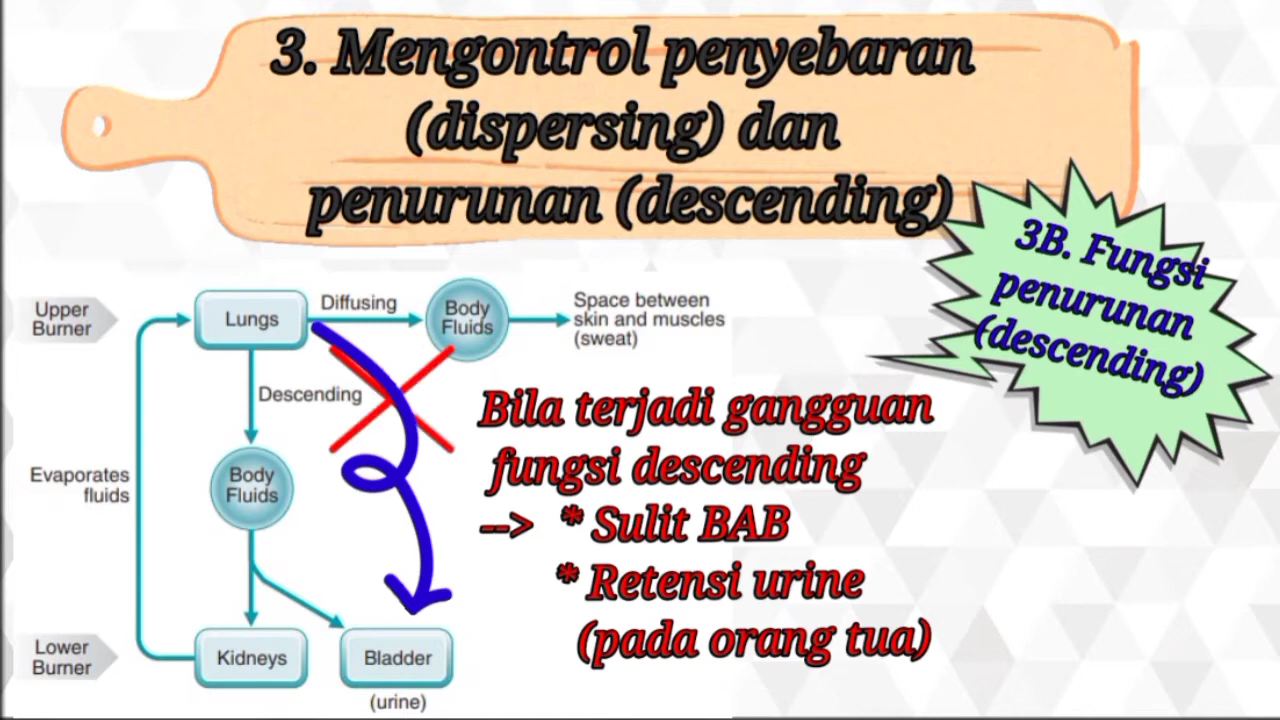 3. Mengontrol penyebaran
(dispersing) dan
penurunan (descending)
3B. Fungsi
penurunan
(descending)
Upper
Burner
Lungs
Diffusing
Body
Fluids
Space between
skin and muscles
(sweat)
Descending
Bila terjadi gangguan
fungsi descending
--> * Sulit BAB
* Retensi urine
(pada orang tua)
Evaporates
fluids
Body
Fluids
Lower
Burner
Kidneys
Bladder
(urine)